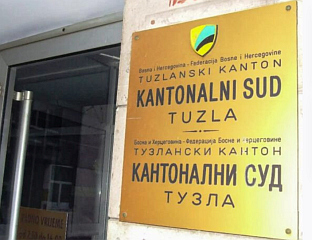 Bosna i Hercegovina - Federacija Bosne i Hercegovine
TUZLANSKI KANTON
KANTONALNI SUD
TUZLA
Босна и Херцеговина - Федерација Босне и Херцеговине
ТУЗЛАНСКИ КАНТОН
КАНТОНАЛНИ СУД
ТУЗЛА